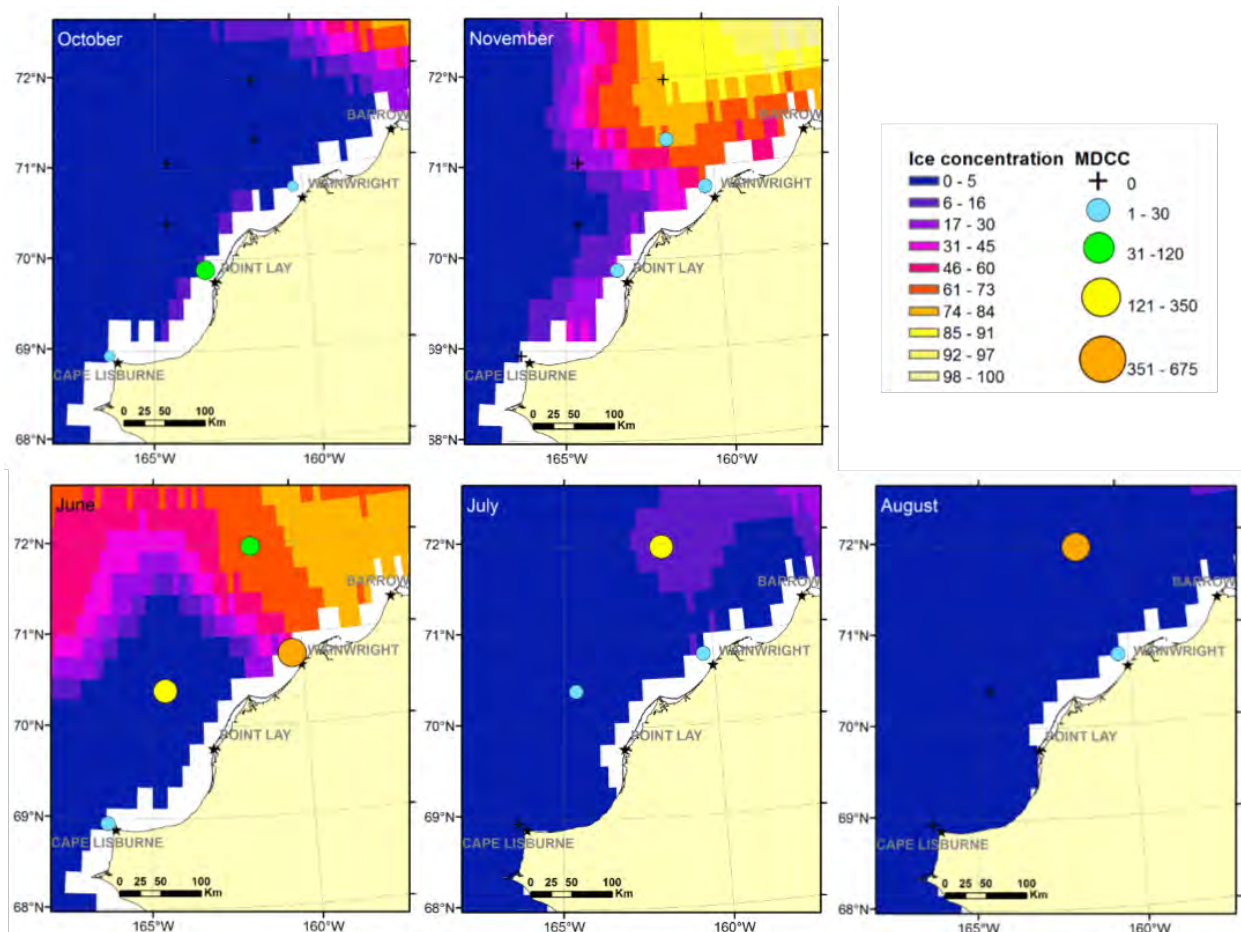 October
72°N
71°N
70°N
69°N
68°N
BARROW
WAINWRIGHT
POINT LAY
CAPE LISBURNE
0 25 50 100
Km
165°W 160°W
November
72°N
71°N
70°N
69°N
68°N
BARROW
WAINWRIGHT
POINT LAY
CAPE LISBURNE
0 25 50 100
Km
165°W 160°W
Ice concentration MDCC
0 - 5
6 - 16
17 - 30
31 - 45
46 - 60
61 - 73
74 - 84
85 - 91
92 - 97
98 - 100
0
1 - 30
31 -120
121 - 350
351 - 675
June
72°N
71°N
70°N
69°N
68°N
BARROW
WAINWRIGHT
POINT LAY
CAPE LISBURNE
0 25 50 100
Km
165°W 160°W
July
72°N
71°N
70°N
69°N
68°N
BARROW
WAINWRIGHT
POINT LAY
CAPE LISBURNE
0 25 50 100
Km
165°W 160°W
August
72°N
71°N
70°N
69°N
68°N
BARROW
WAINWRIGHT
POINT LAY
CAPE LISBURNE
0 25 50 100
Km
165°W 160°W